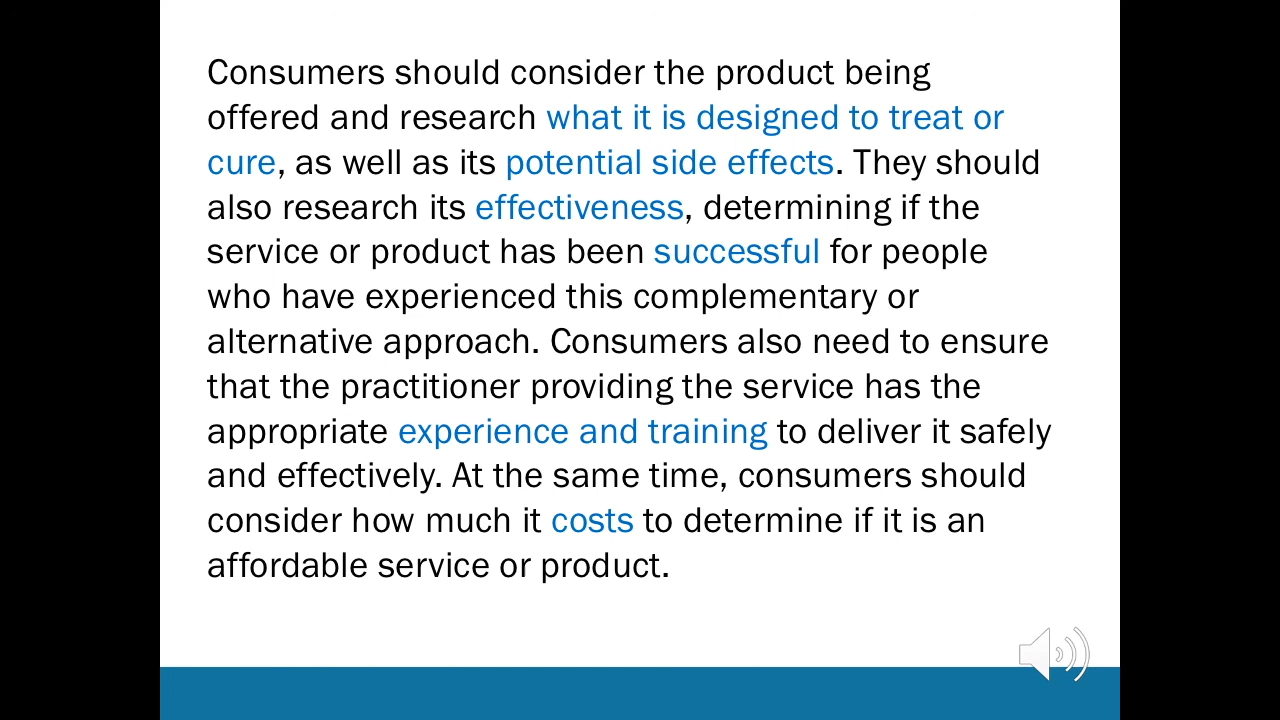 Consumers should consider the product being
offered and research what it is designed to treat or
cure, as well as its potential side effects. They should
also research its effectiveness, determining if the
service or product has been successful for people
who have experienced this complementary or
alternative approach. Consumers also need to ensure
that the practitioner providing the service has the
appropriate experience and training to deliver it safely
and effectively. At the same time, consumers should
consider how much it costs to determine if it is an
affordable service or product.